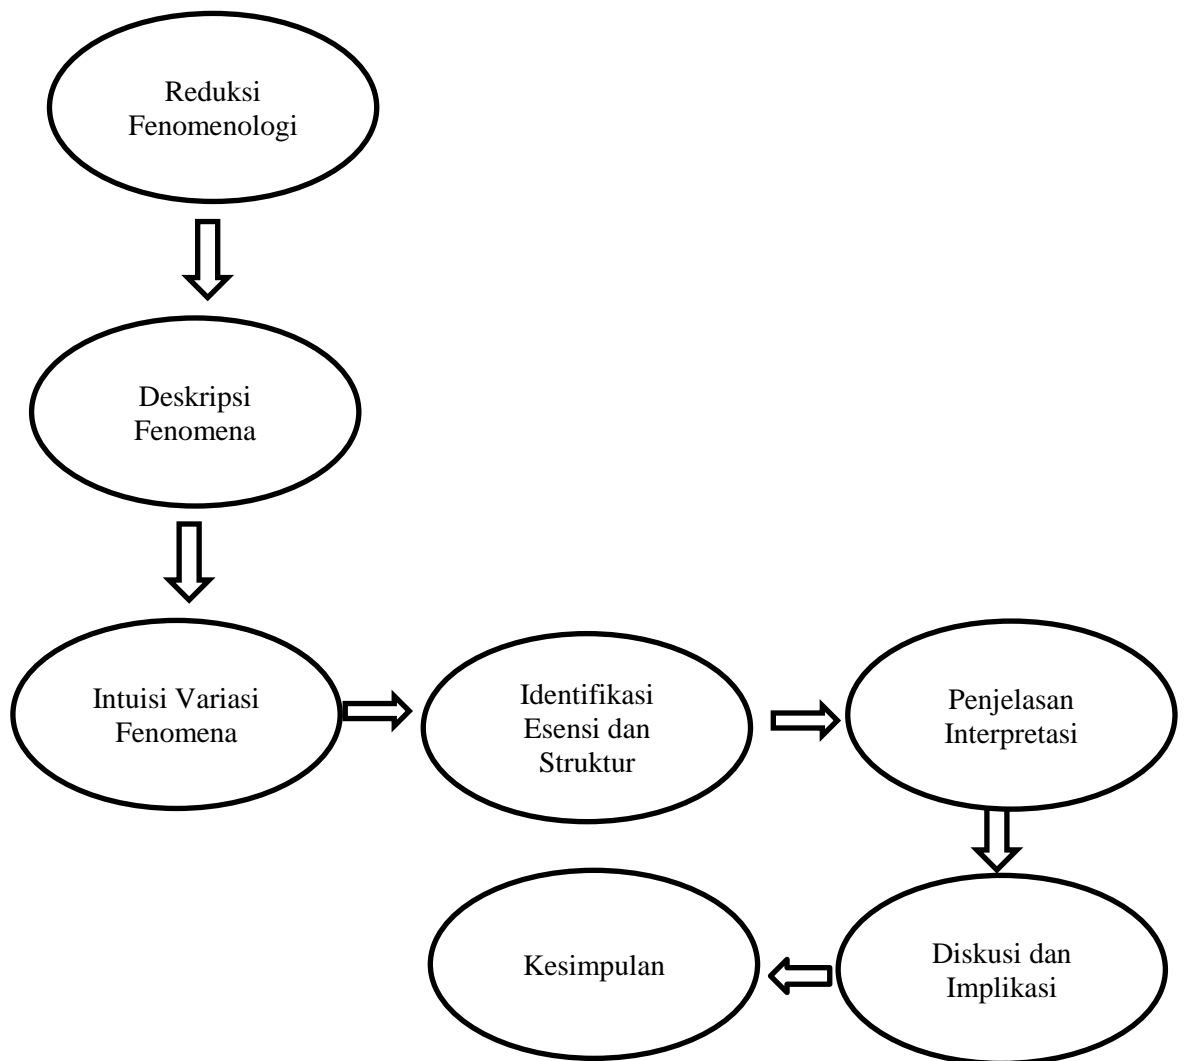 Reduksi
Fenomenologi
Deskripsi
Fenomena
Intuisi Variasi
Fenomena
Identifikasi
Esensi dan
Struktur
Penjelasan
Interpretasi
Diskusi dan
Implikasi
Kesimpulan